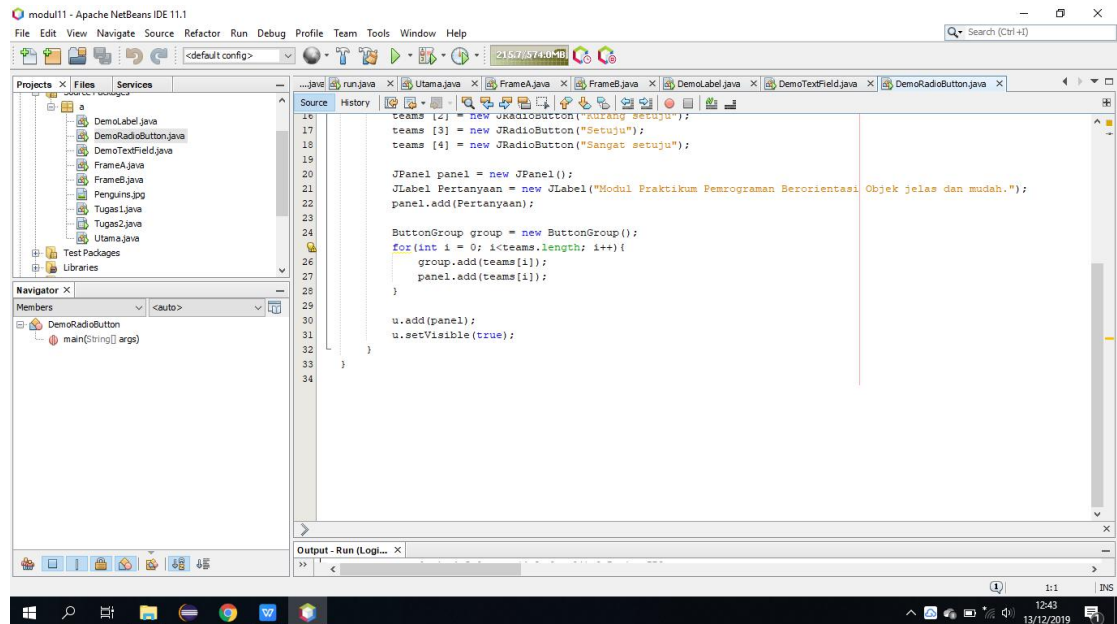 modul11 - Apache NetBeans IDE 11.1
File Edit View Navigate Source Refactor Run Debug Profile Team Tools Window Help
Search (Ctrl+I)
<default config>
215.7/574.0MB
Projects Files Services
...java run.java Utama.java FrameA.java FrameB.java DemoLabel.java DemoTextField.java DemoRadioButton.java
Source History
Source Packages
a
DemoLabel.java
DemoRadioButton.java
DemoTextField.java
FrameA.java
FrameB.java
Penguins.jpg
Tugas1.java
Tugas2.java
Utama.java
Test Packages
Libraries
Navigator
Members <auto>
DemoRadioButton
main(String[] args)
16 teams [2] = new JRadioButton("Kurang setuju");
17 teams [3] = new JRadioButton("Setuju");
18 teams [4] = new JRadioButton("Sangat setuju");
19
20 JPanel panel = new JPanel();
21 JLabel Pertanyaan = new JLabel("Modul Praktikum Pemrograman Berorientasi Objek jelas dan mudah.");
22 panel.add(Pertanyaan);
23
24 ButtonGroup group = new ButtonGroup();
for(int i = 0; i<teams.length; i++){
26 group.add(teams[i]);
27 panel.add(teams[i]);
28 }
29
30 u.add(panel);
31 u.setVisible(true);
32 }
33 }
34
Output - Run (Logi...
1 1:1 INS
12:43
13/12/2019